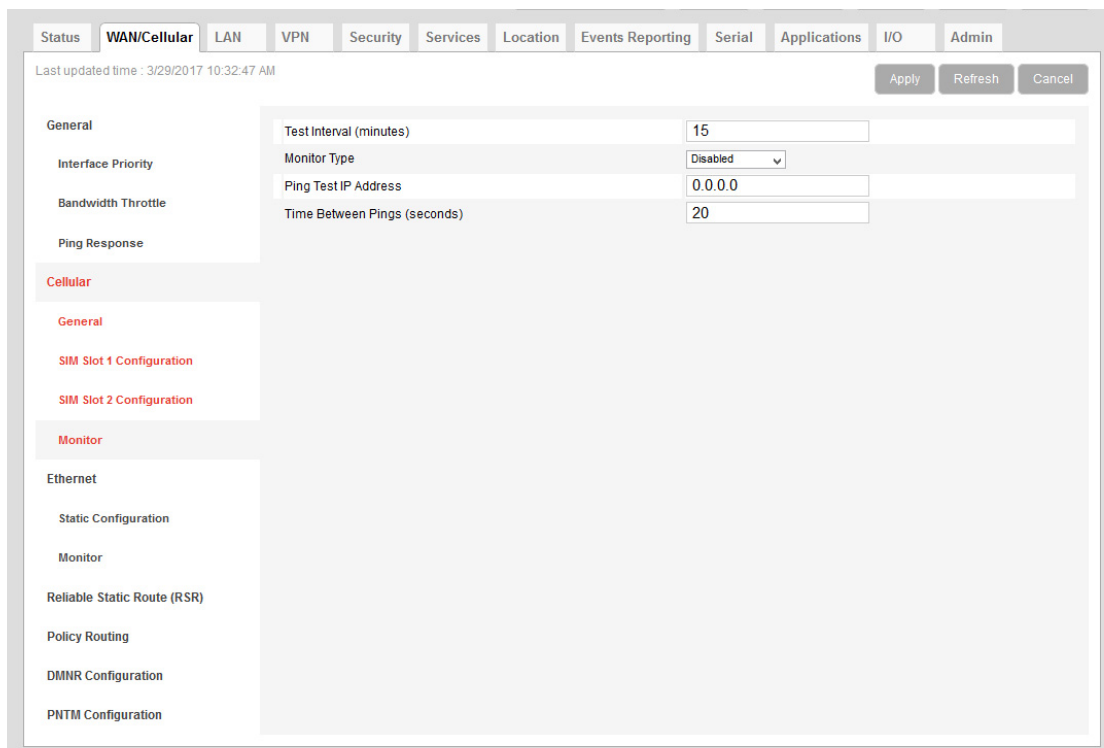 Status WAN/Cellular LAN VPN Security Services Location Events Reporting Serial Applications I/O Admin
Last updated time : 3/29/2017 10:32:47 AM
Apply Refresh Cancel
General
Interface Priority
Bandwidth Throttle
Ping Response
Cellular
General
SIM Slot 1 Configuration
SIM Slot 2 Configuration
Monitor
Ethernet
Static Configuration
Monitor
Reliable Static Route (RSR)
Policy Routing
DMNR Configuration
PNTM Configuration
Test Interval (minutes) 15
Monitor Type Disabled
Ping Test IP Address 0.0.0.0
Time Between Pings (seconds) 20